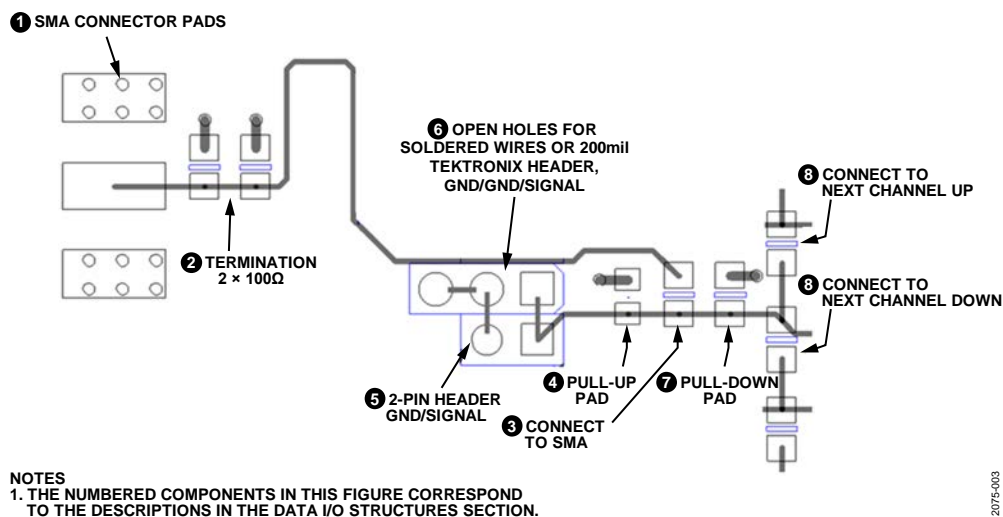 1 SMA CONNECTOR PADS
6 OPEN HOLES FOR
SOLDERED WIRES OR 200mil
TEKTRONIX HEADER,
GND/GND/SIGNAL
8 CONNECT TO
NEXT CHANNEL UP
2 TERMINATION
2 × 100Ω
8 CONNECT TO
NEXT CHANNEL DOWN
5 2-PIN HEADER
GND/SIGNAL
4 PULL-UP
PAD
7 PULL-DOWN
PAD
3 CONNECT
TO SMA
NOTES
1. THE NUMBERED COMPONENTS IN THIS FIGURE CORRESPOND
TO THE DESCRIPTIONS IN THE DATA I/O STRUCTURES SECTION.
2075-003